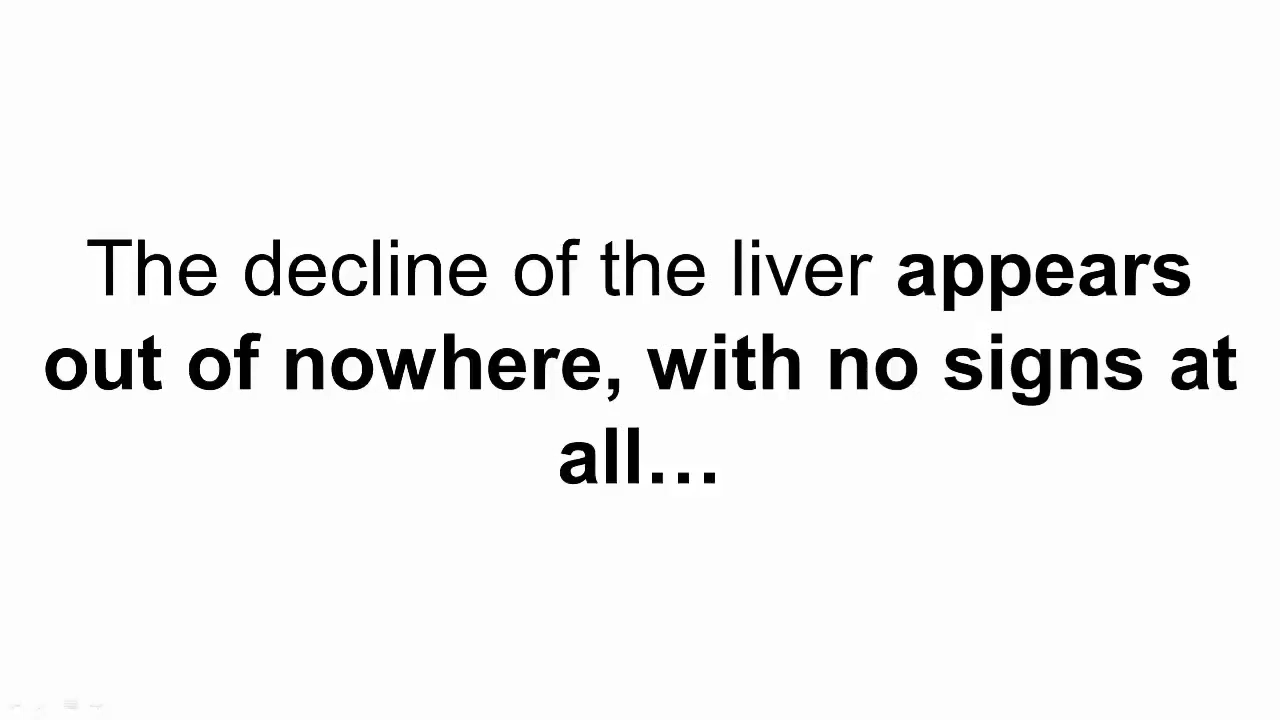 The decline of the liver appears
out of nowhere, with no signs at
all…